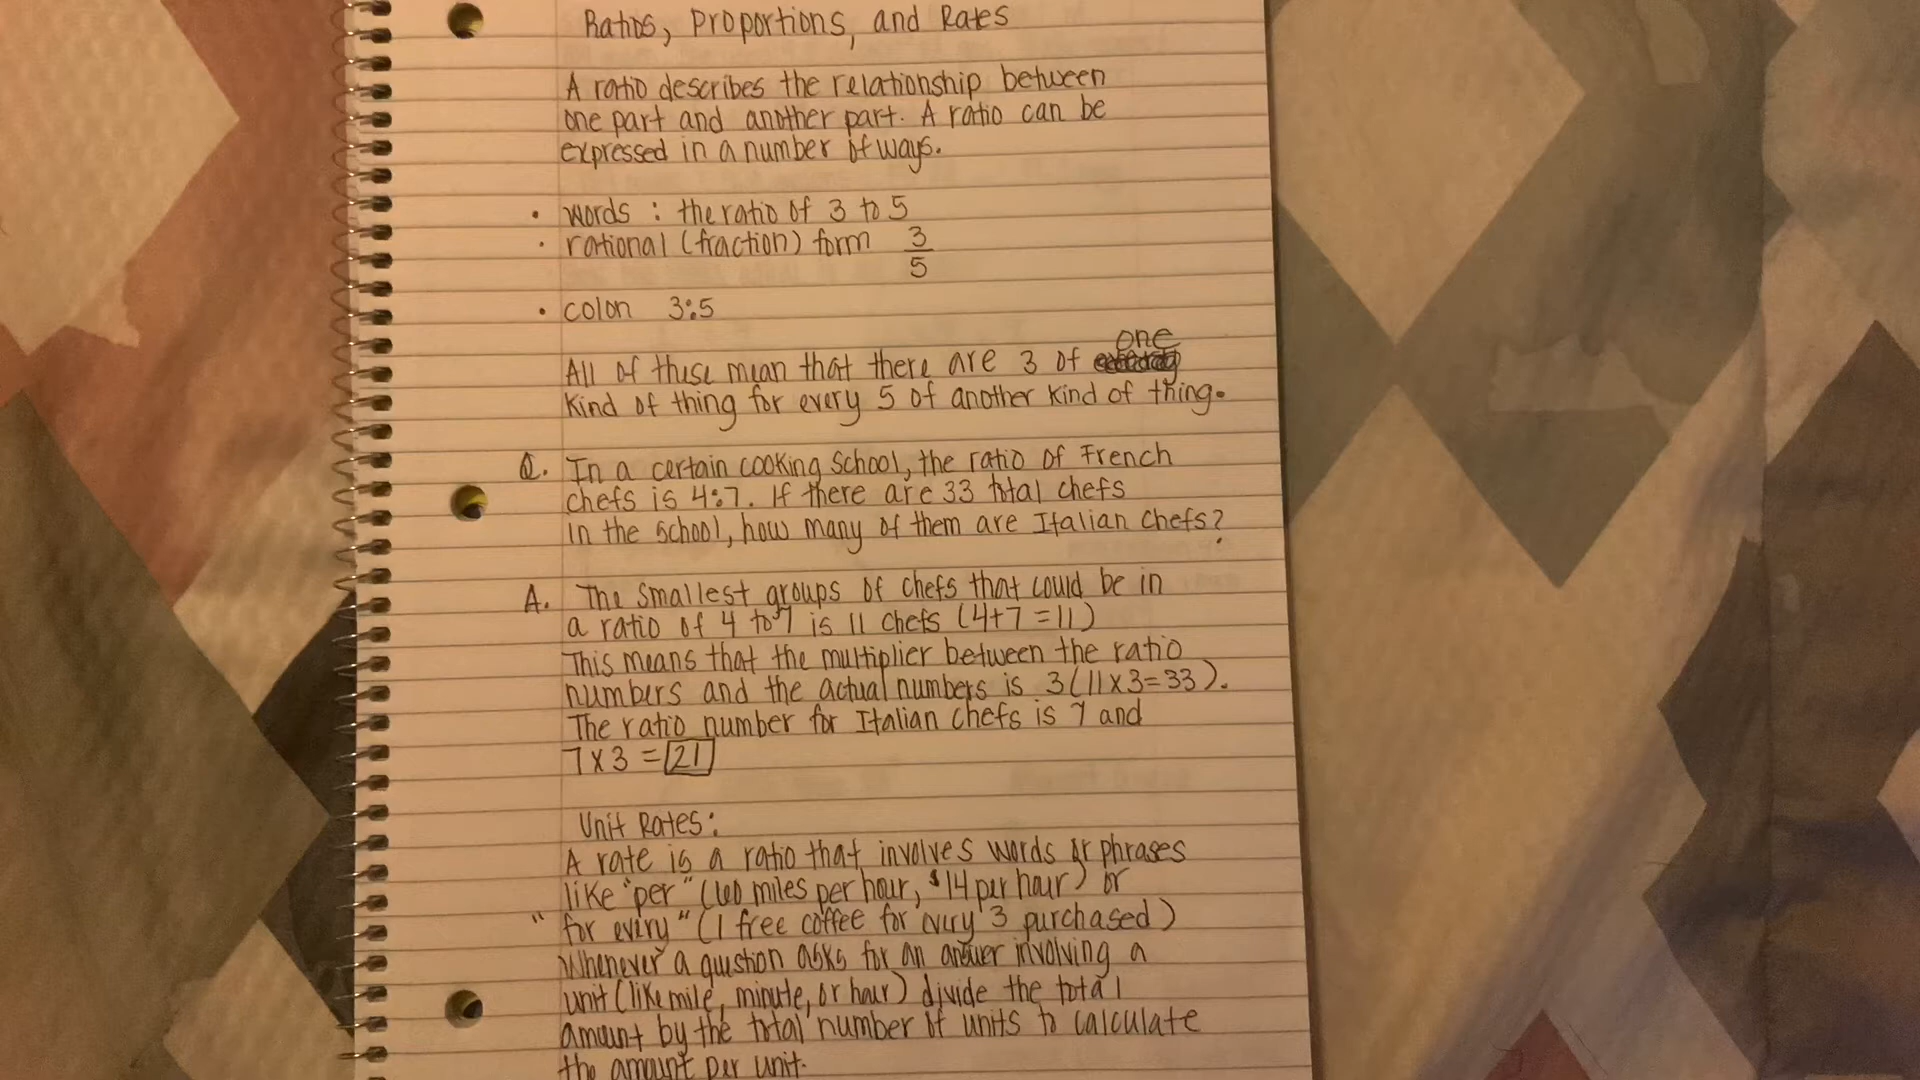 Ratios, Proportions, and Rates
A ratio describes the relationship between
one part and another part. A ratio can be
expressed in a number of ways.
• words : the ratio of 3 to 5
• rational (fraction) form 3/5
• colon 3:5
All of these mean that there are 3 of one
kind of thing for every 5 of another kind of thing.
Q. In a certain cooking school, the ratio of French
chefs is 4:7. If there are 33 total chefs
in the school, how many of them are Italian chefs?
A. The smallest groups of chefs that could be in
a ratio of 4 to 7 is 11 chefs (4+7=11)
This means that the multiplier between the ratio
numbers and the actual numbers is 3 (11x3=33).
The ratio number for Italian chefs is 7 and
7x3 = 21
Unit Rates:
A rate is a ratio that involves words or phrases
like "per" (60 miles per hour, $14 per hour) or
"for every" (1 free coffee for every 3 purchased)
Whenever a question asks for an answer involving a
unit (like mile, minute, or hour) divide the total
amount by the total number of units to calculate
the amount per unit.